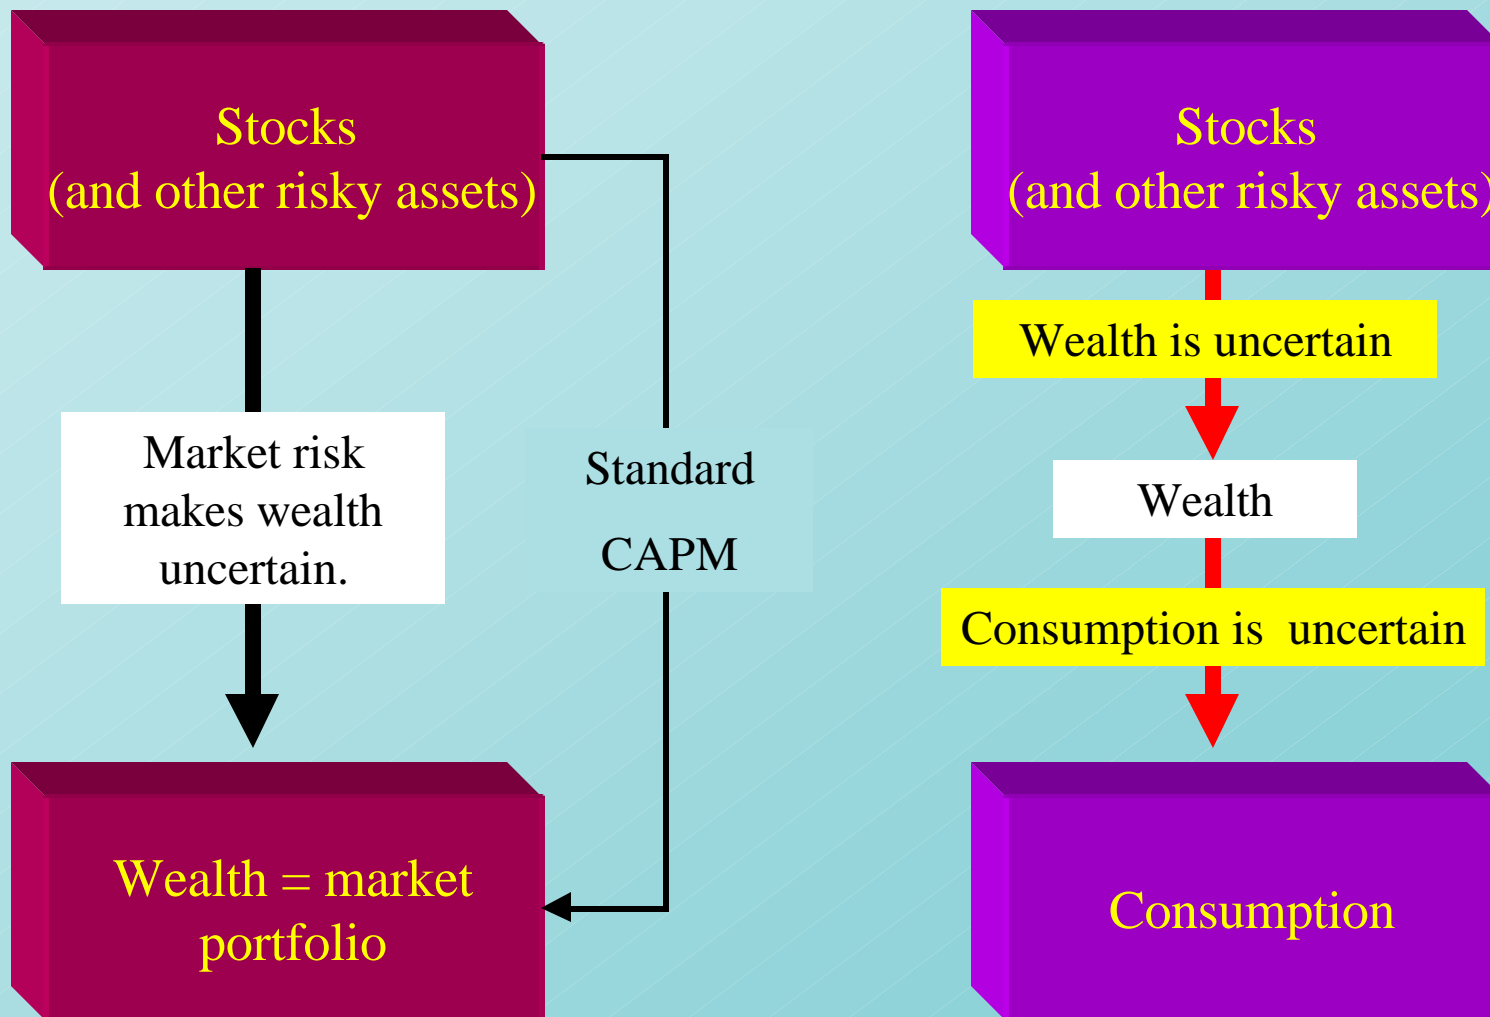 Stocks
(and other risky assets)
Market risk
makes wealth
uncertain.
Standard
CAPM
Wealth = market
portfolio
Stocks
(and other risky assets)
Wealth is uncertain
Wealth
Consumption is  uncertain
Consumption